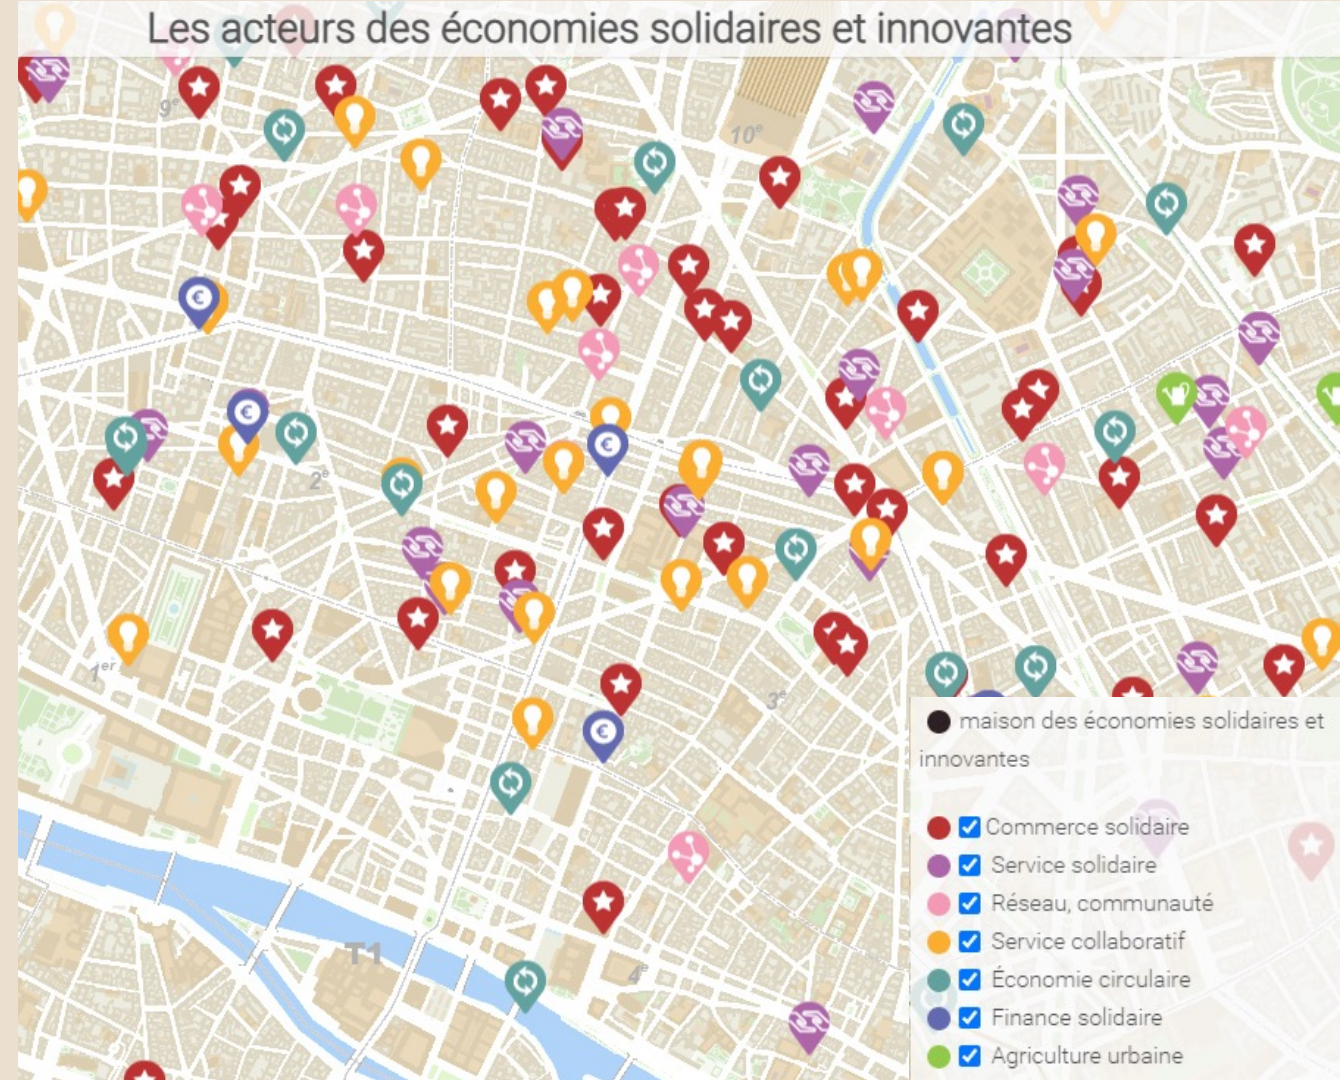 Les acteurs des économies solidaires et innovantes
9e
10e
2e
1er
3e
T1
4e
maison des économies solidaires et
innovantes
Commerce solidaire
Service solidaire
Réseau, communauté
Service collaboratif
Économie circulaire
Finance solidaire
Agriculture urbaine